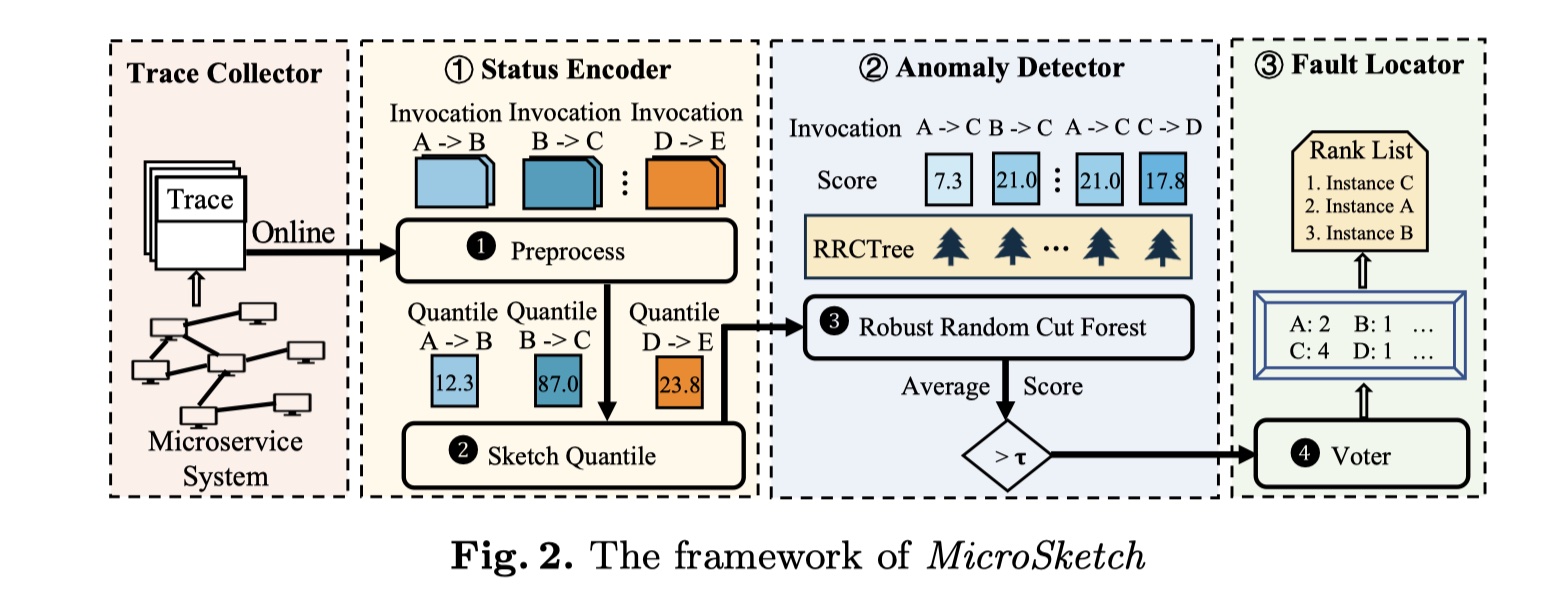 Trace Collector
Trace
Online
Microservice
System
① Status Encoder
Invocation Invocation Invocation
A -> B B -> C D -> E
❶ Preprocess
Quantile Quantile Quantile
A -> B B -> C D -> E
12.3 87.0 23.8
❷ Sketch Quantile
② Anomaly Detector
Invocation A -> C B -> C A -> C C -> D
Score 7.3 21.0 21.0 17.8
RRCTree ...
❸ Robust Random Cut Forest
Average Score
> τ
③ Fault Locator
Rank List
1. Instance C
2. Instance A
3. Instance B
A: 2 B: 1 ...
C: 4 D: 1 ...
❹ Voter
Fig. 2. The framework of MicroSketch